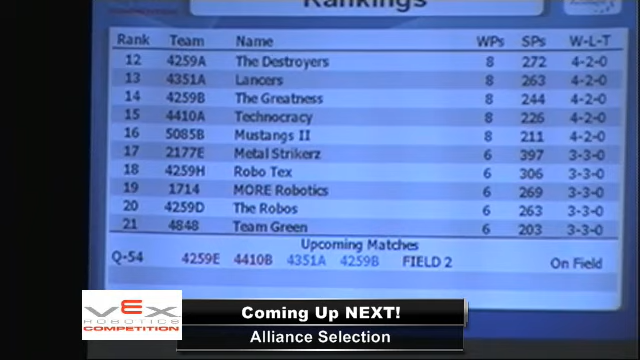 Rankings
Rank Team Name WPs SPs W-L-T
12 4259A The Destroyers 8 272 4-2-0
13 4351A Lancers 8 263 4-2-0
14 4259B The Greatness 8 244 4-2-0
15 4410A Technocracy 8 226 4-2-0
16 5085B Mustangs II 8 211 4-2-0
17 2177E Metal Strikerz 6 397 3-3-0
18 4259H Robo Tex 6 306 3-3-0
19 1714 MORE Robotics 6 269 3-3-0
20 4259D The Robos 6 263 3-3-0
21 4848 Team Green 6 203 3-3-0
Upcoming Matches
Q-54 4259E 4410B 4351A 4259B FIELD 2 On Field
VEX
ROBOTICS
COMPETITION
Coming Up NEXT!
Alliance Selection